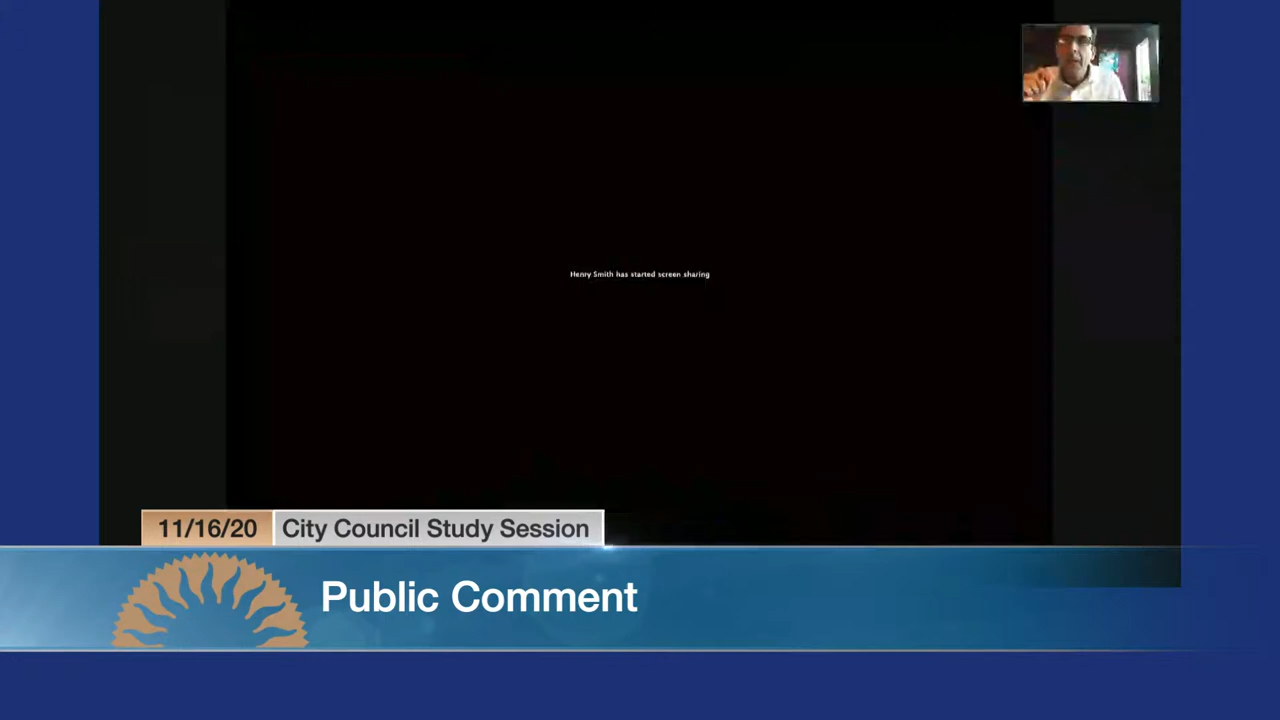 Henry Smith has started screen sharing
11/16/20 City Council Study Session
Public Comment